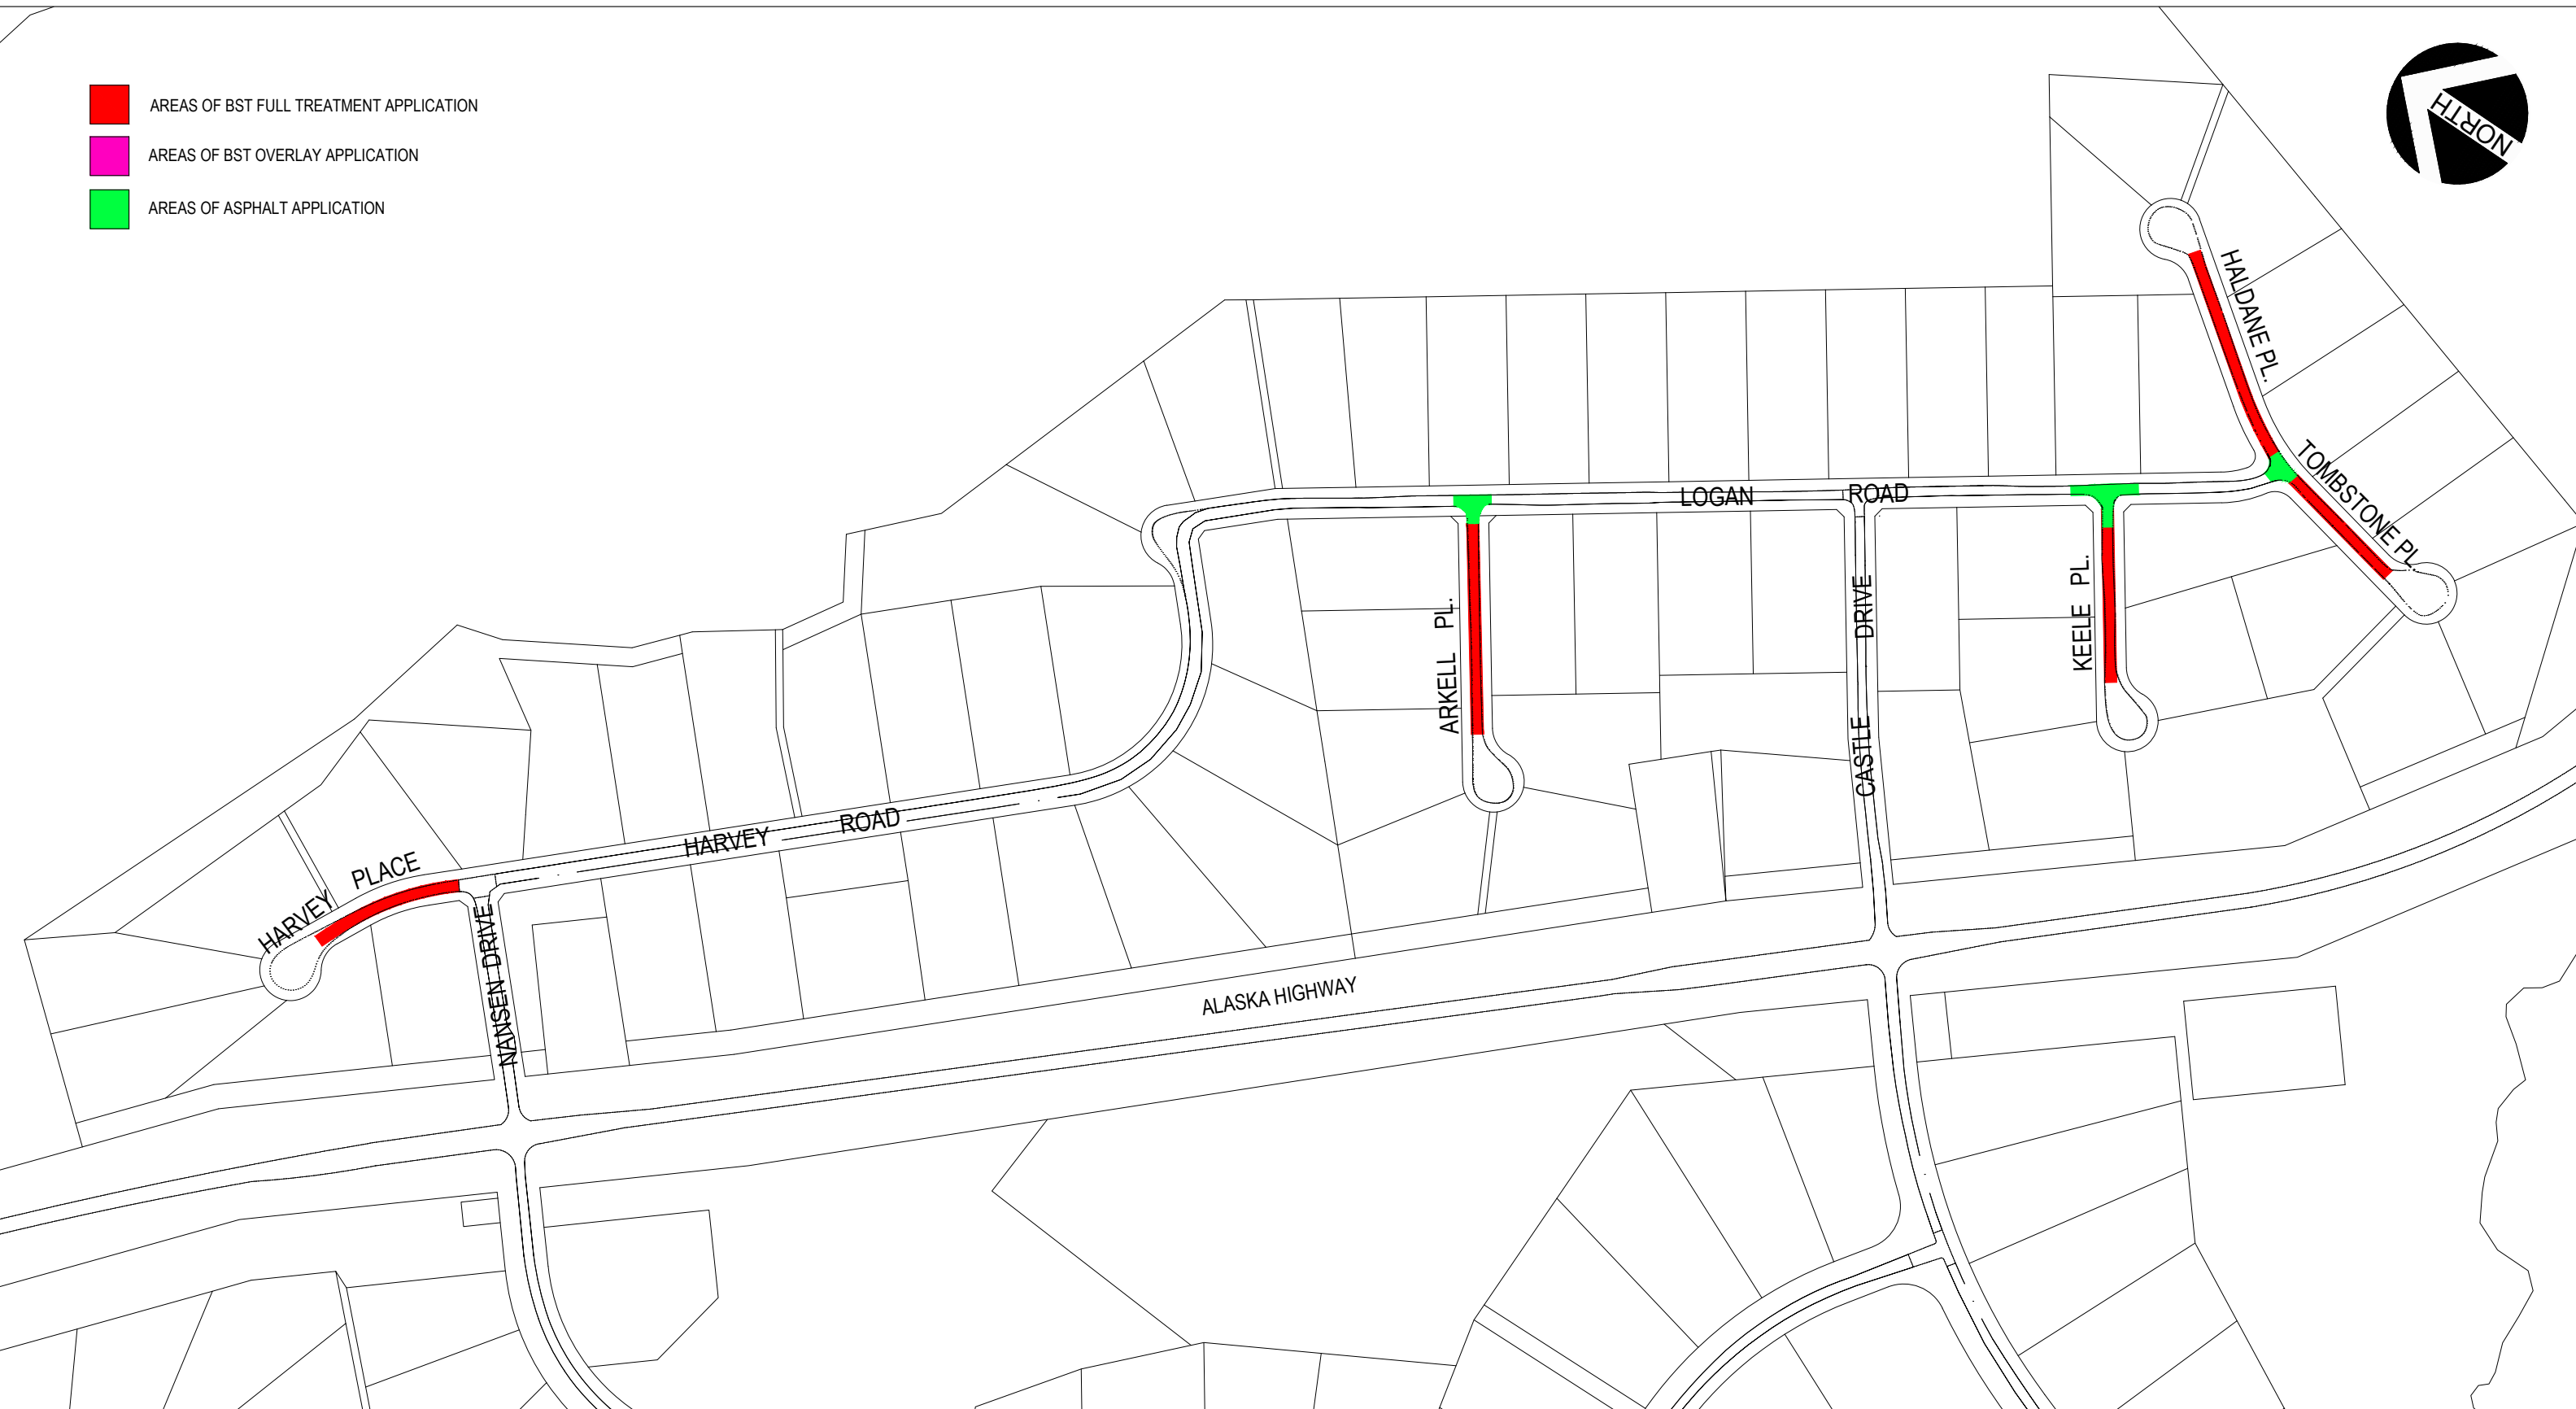 AREAS OF BST FULL TREATMENT APPLICATION
AREAS OF BST OVERLAY APPLICATION
AREAS OF ASPHALT APPLICATION
NORTH
HALDANE PL.
TOMBSTONE PL.
LOGAN ROAD
ARKELL PL.
CASTLE DRIVE
KEELE PL.
HARVEY ROAD
HARVEY PLACE
NANSEN DRIVE
ALASKA HIGHWAY